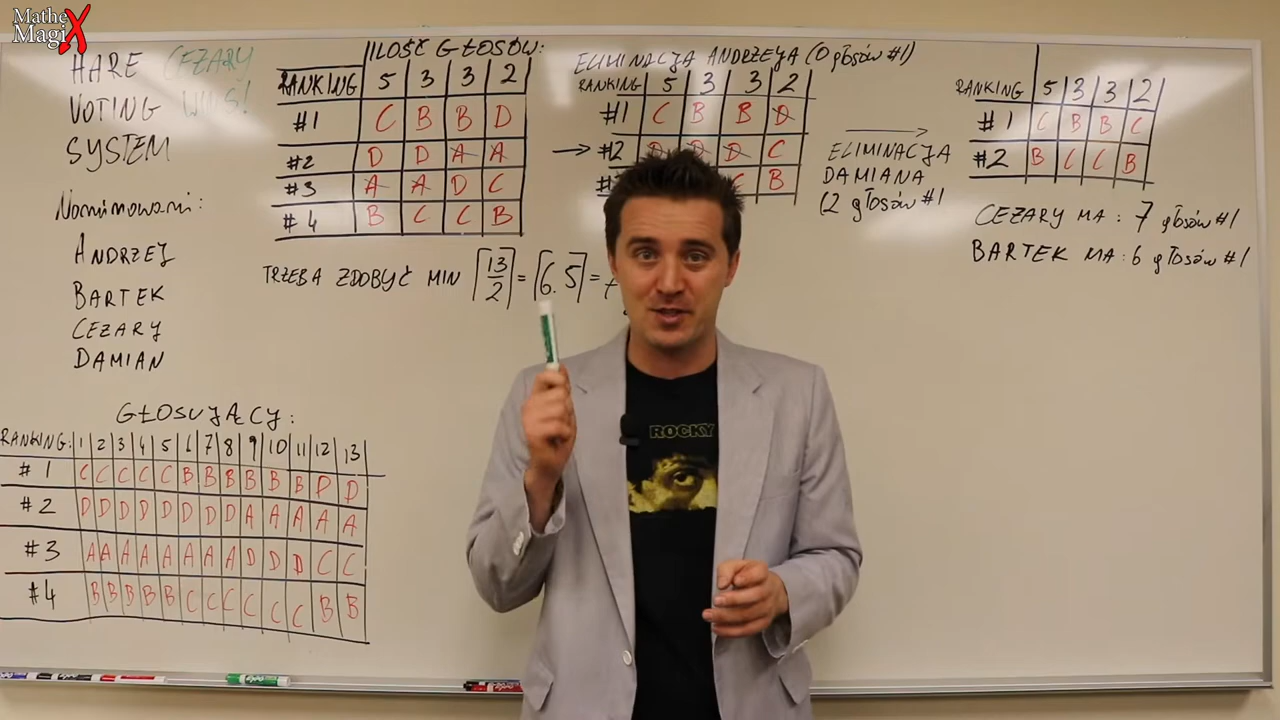 Mathe
MagiX
HARE CEZARY
VOTING WINS!
SYSTEM
Nominowani:
ANDRZEJ
BARTEK
CEZARY
DAMIAN
ILOŚĆ GŁOSÓW:
RANKING 5 3 3 2
#1 C B B D
#2 D D A A
#3 A A D C
#4 B C C B
TRZEBA ZDOBYĆ MIN ⌈13/2⌉ = ⌈6.5⌉ =
ELIMINACJA ANDRZEJA (0 głosów #1)
RANKING 5 3 3 2
#1 C B B D
→ #2 D D D C
C B
→
ELIMINACJA
DAMIANA
(2 głosów #1
RANKING 5 3 3 2
#1 C B B C
#2 B C C B
CEZARY MA: 7 głosów #1
BARTEK MA: 6 głosów #1
GŁOSUJĄCY:
RANKING: 1 2 3 4 5 6 7 8 9 10 11 12 13
#1 C C C C C B B B B B B D D
#2 D D D D D D D D A A A A A
#3 A A A A A A A A D D D C C
#4 B B B B B C C C C C C B B
ROCKY